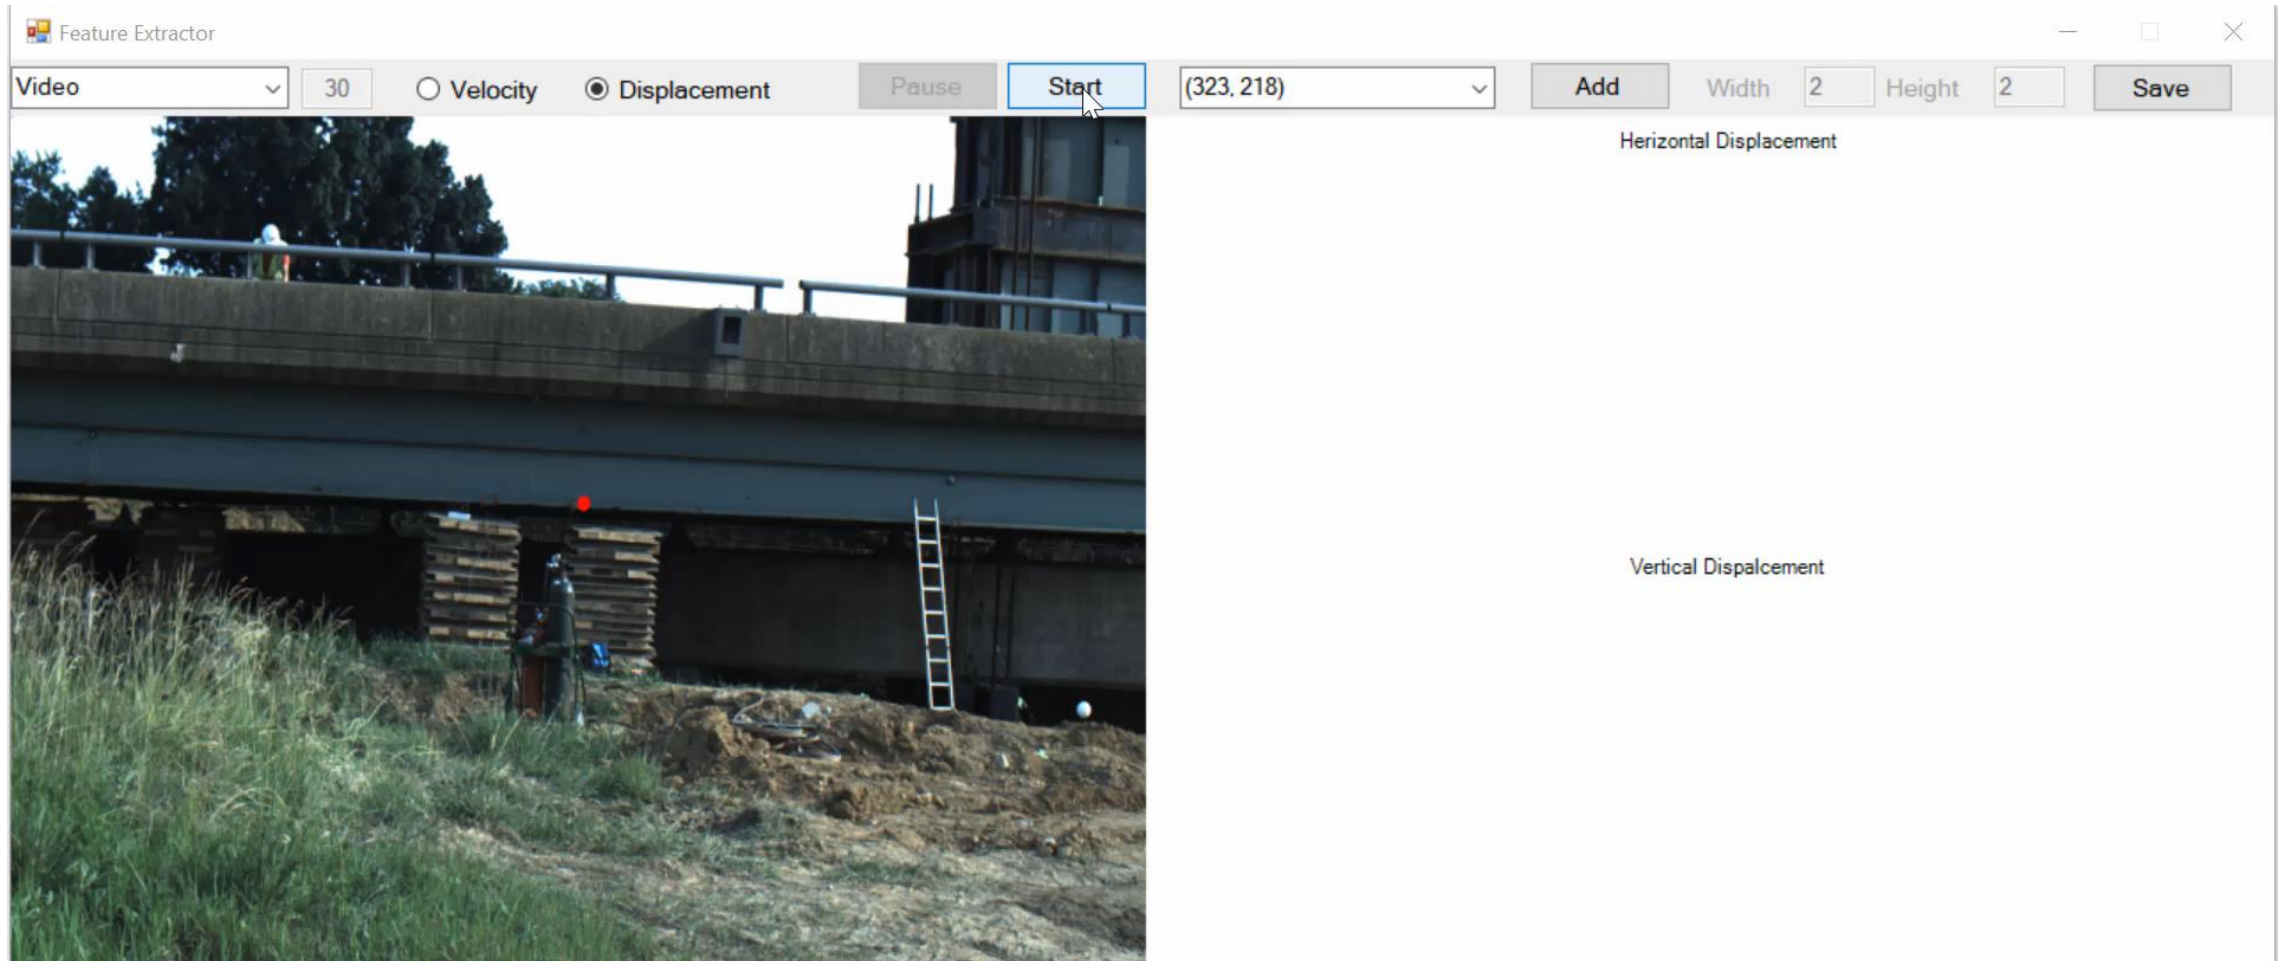 Feature Extractor
Video 30 Velocity Displacement Pause Start (323, 218) Add Width 2 Height 2 Save
Herizontal Displacement
Vertical Dispalcement